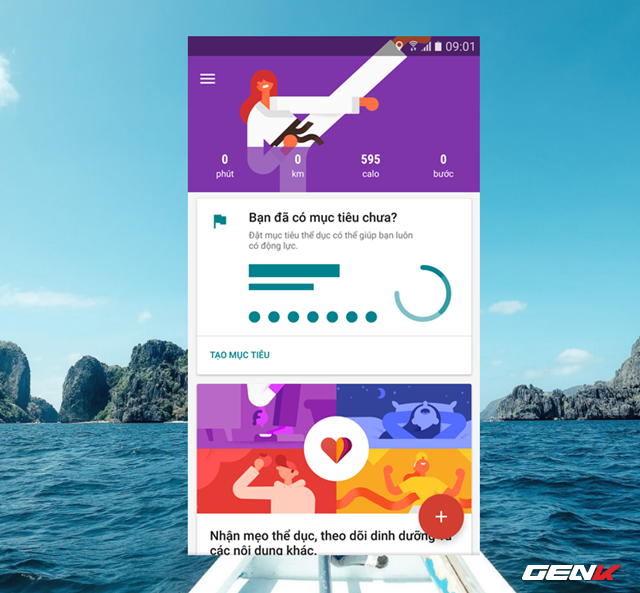 09:01
0 0 595 0
phút km calo bước
Bạn đã có mục tiêu chưa?
Đặt mục tiêu thể dục có thể giúp bạn luôn
có động lực.
TẠO MỤC TIÊU
Nhận mẹo thể dục, theo dõi dinh dưỡng
các nội dung khác.
GENK